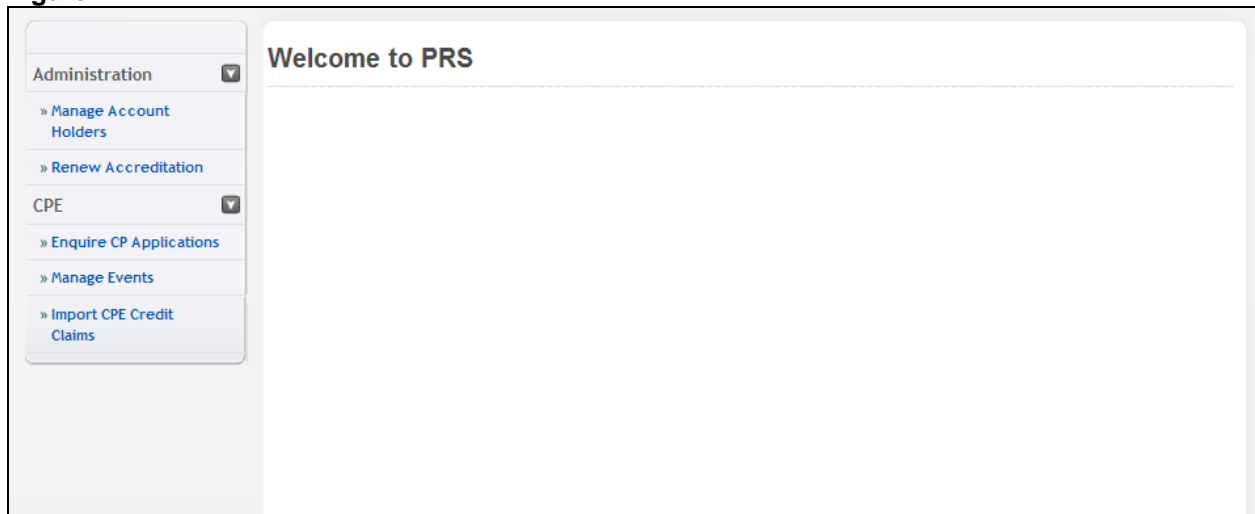 Administration
» Manage Account
Holders
» Renew Accreditation
CPE
» Enquire CP Applications
» Manage Events
» Import CPE Credit
Claims
Welcome to PRS